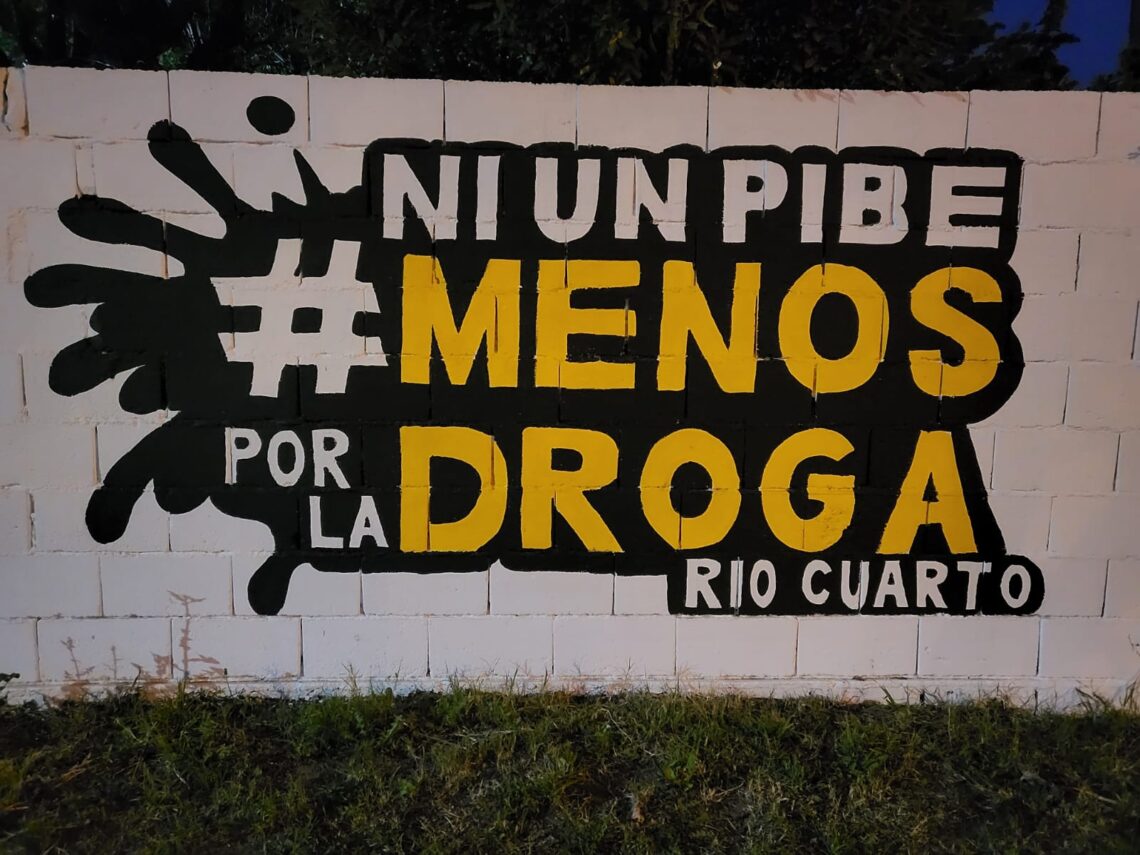 NI UN PIBE
#MENOS
POR LA DROGA
RIO CUARTO